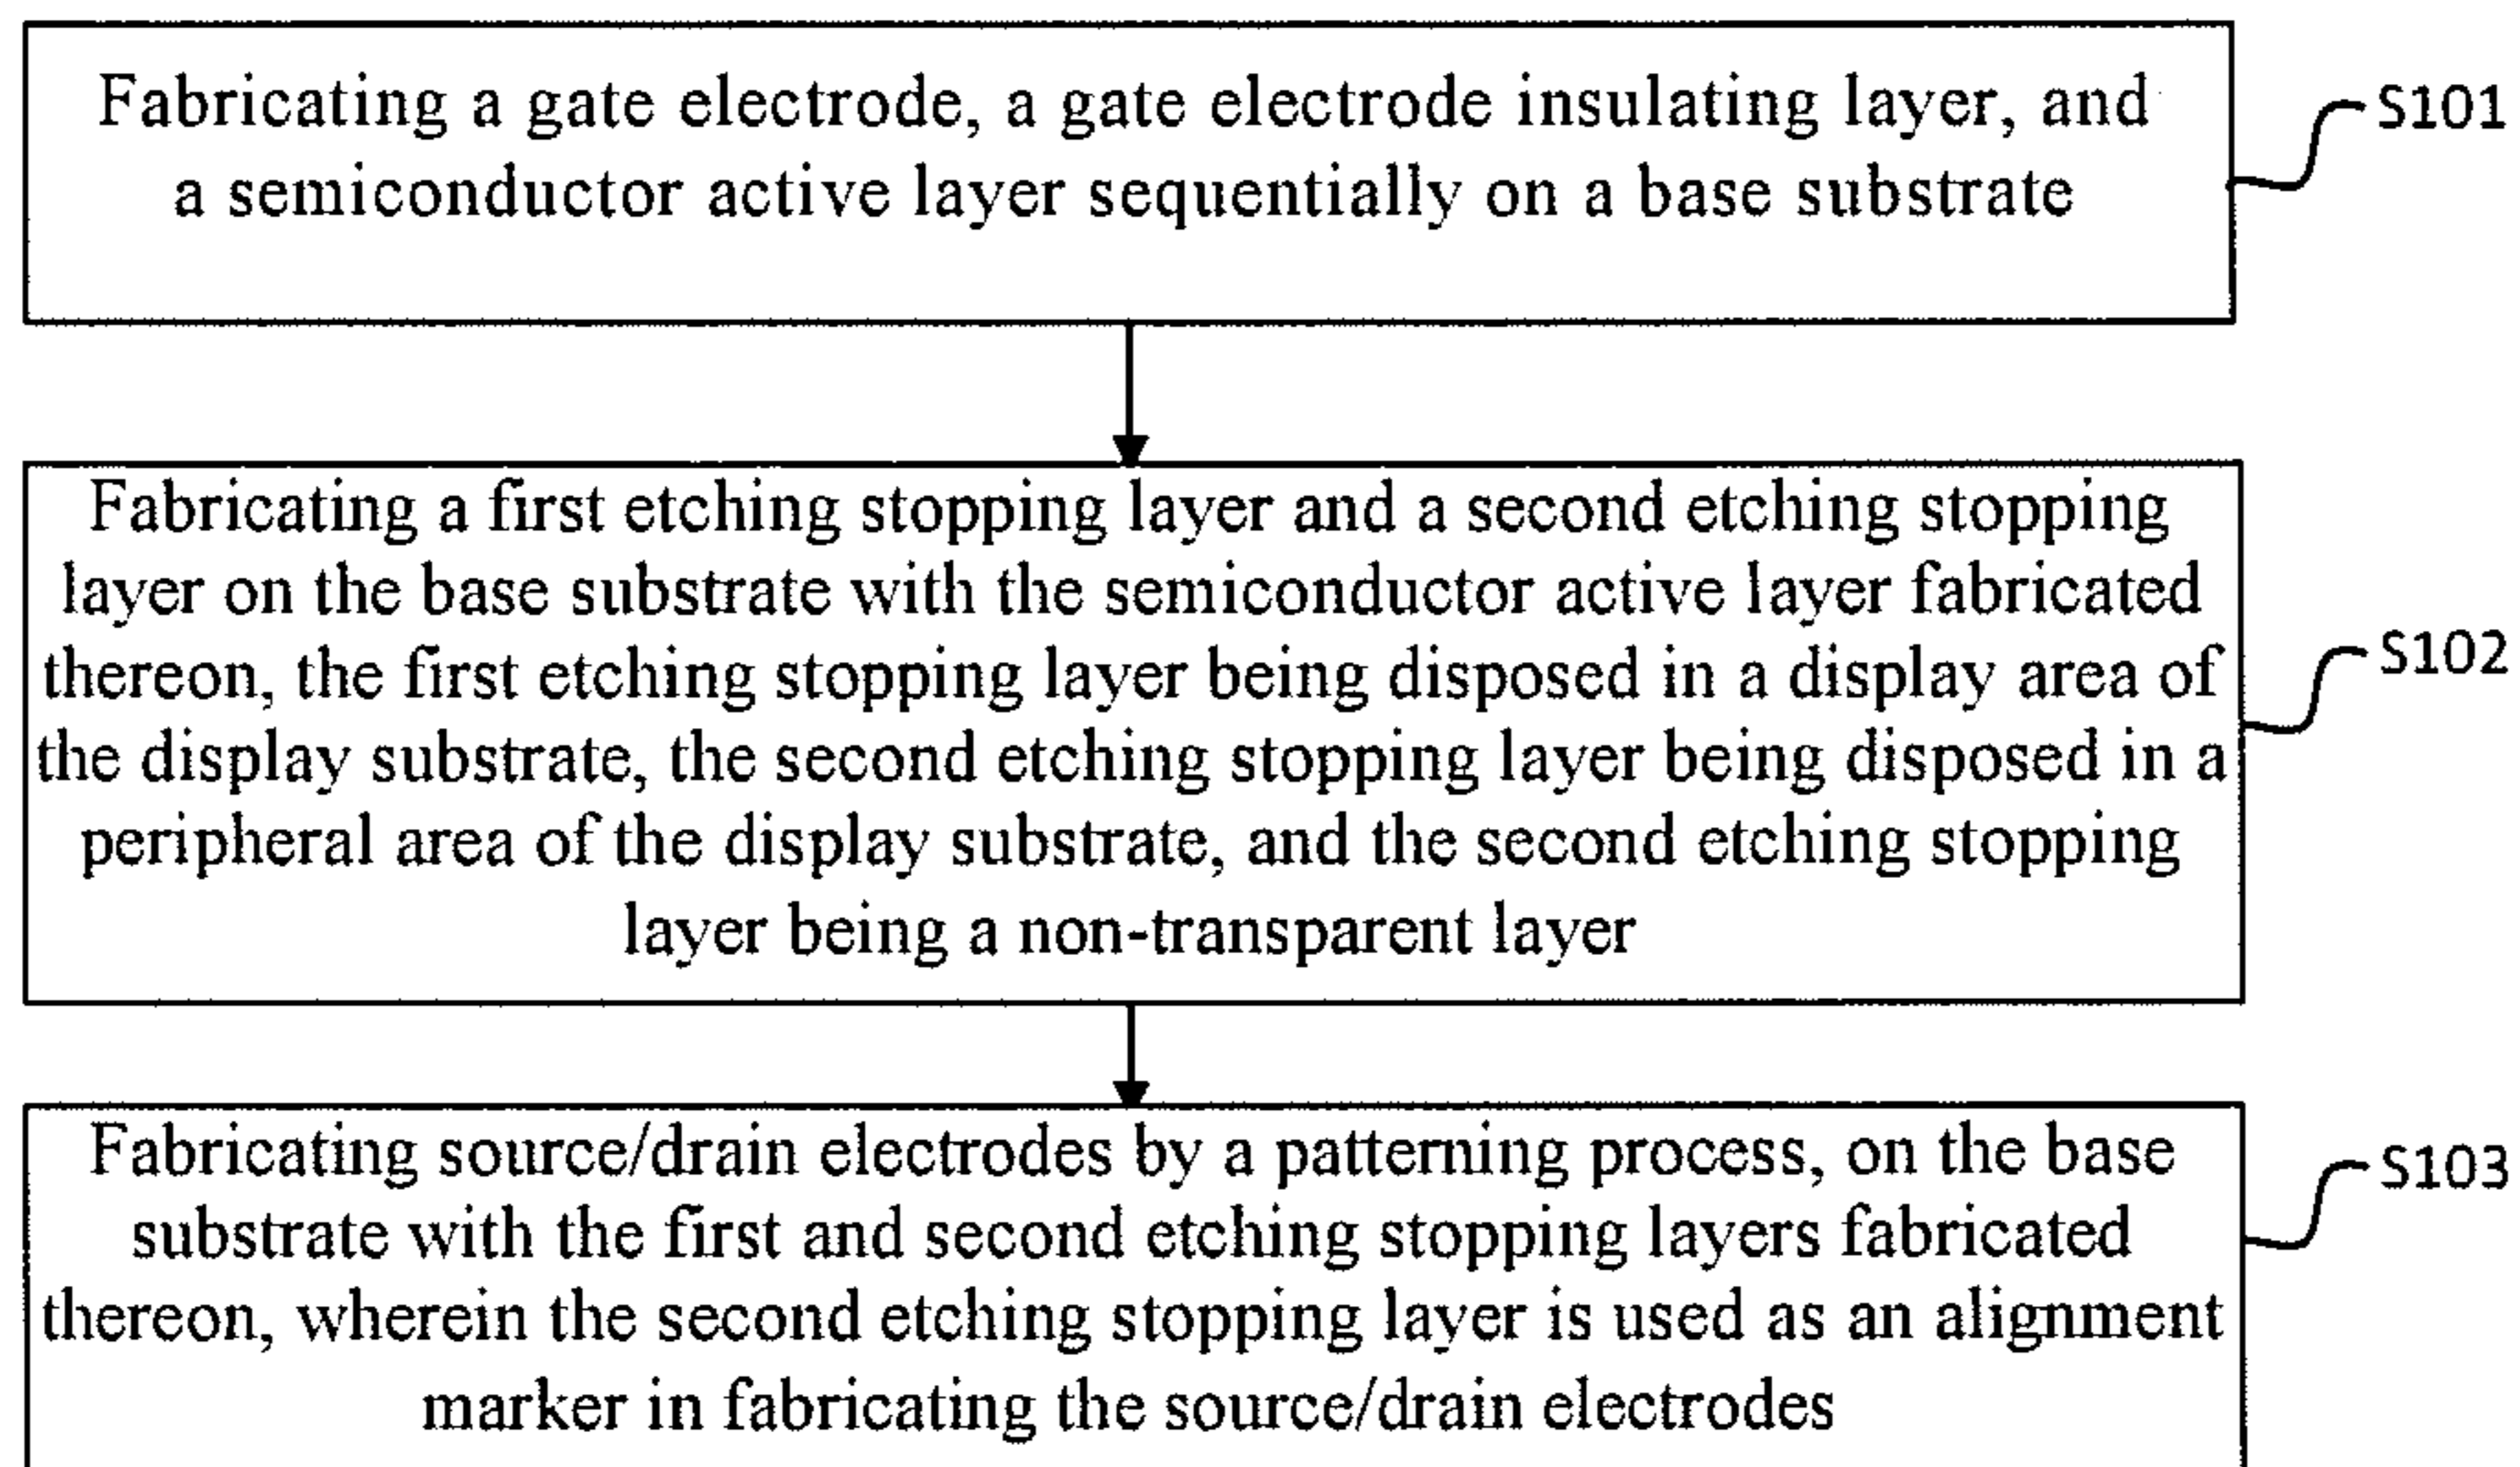 Fabricating a gate electrode, a gate electrode insulating layer, and
a semiconductor active layer sequentially on a base substrate
S101
Fabricating a first etching stopping layer and a second etching stopping
layer on the base substrate with the semiconductor active layer fabricated
thereon, the first etching stopping layer being disposed in a display area of
the display substrate, the second etching stopping layer being disposed in a
peripheral area of the display substrate, and the second etching stopping
layer being a non-transparent layer
S102
Fabricating source/drain electrodes by a patterning process, on the base
substrate with the first and second etching stopping layers fabricated
thereon, wherein the second etching stopping layer is used as an alignment
marker in fabricating the source/drain electrodes
S103